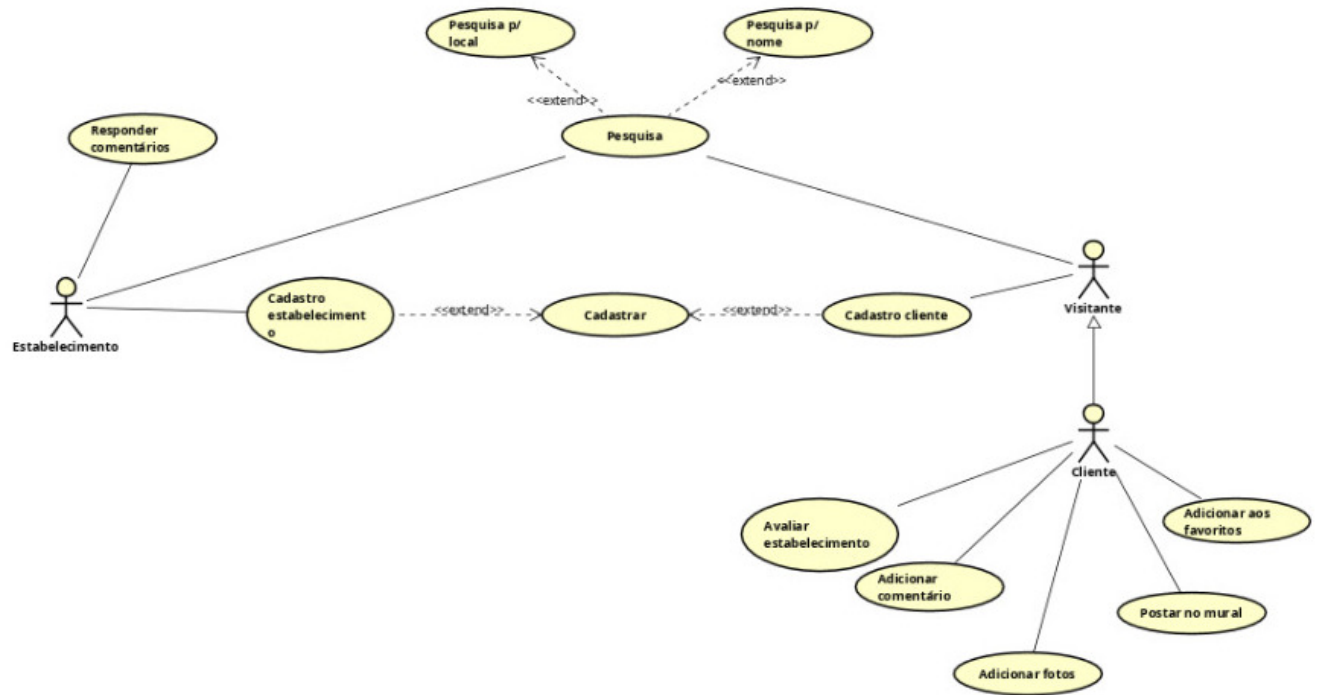 Pesquisa p/
local
Pesquisa p/
nome
<<extend>>
<<extend>>
Responder
comentários
Pesquisa
Estabelecimento
Cadastro
estabeleciment
o
<<extend>>
Cadastrar
<<extend>>
Cadastro cliente
Visitante
Cliente
Avaliar
estabelecimento
Adicionar
comentário
Adicionar fotos
Postar no mural
Adicionar aos
favoritos